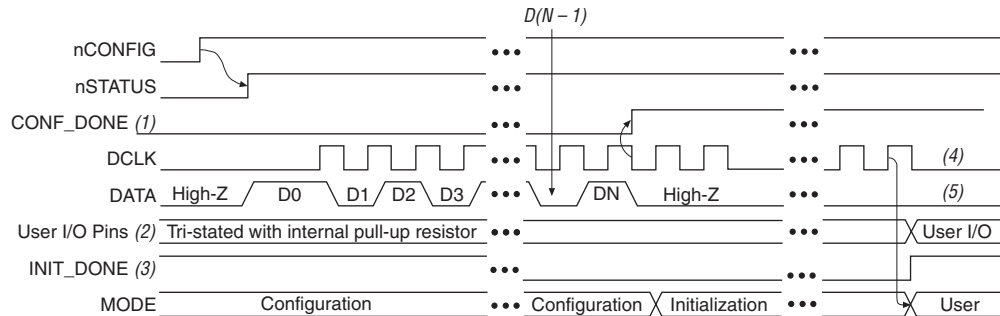 D(N – 1)
nCONFIG
nSTATUS
CONF_DONE (1)
DCLK (4)
DATA High-Z D0 D1 D2 D3 DN High-Z (5)
User I/O Pins (2) Tri-stated with internal pull-up resistor User I/O
INIT_DONE (3)
MODE Configuration Configuration Initialization User